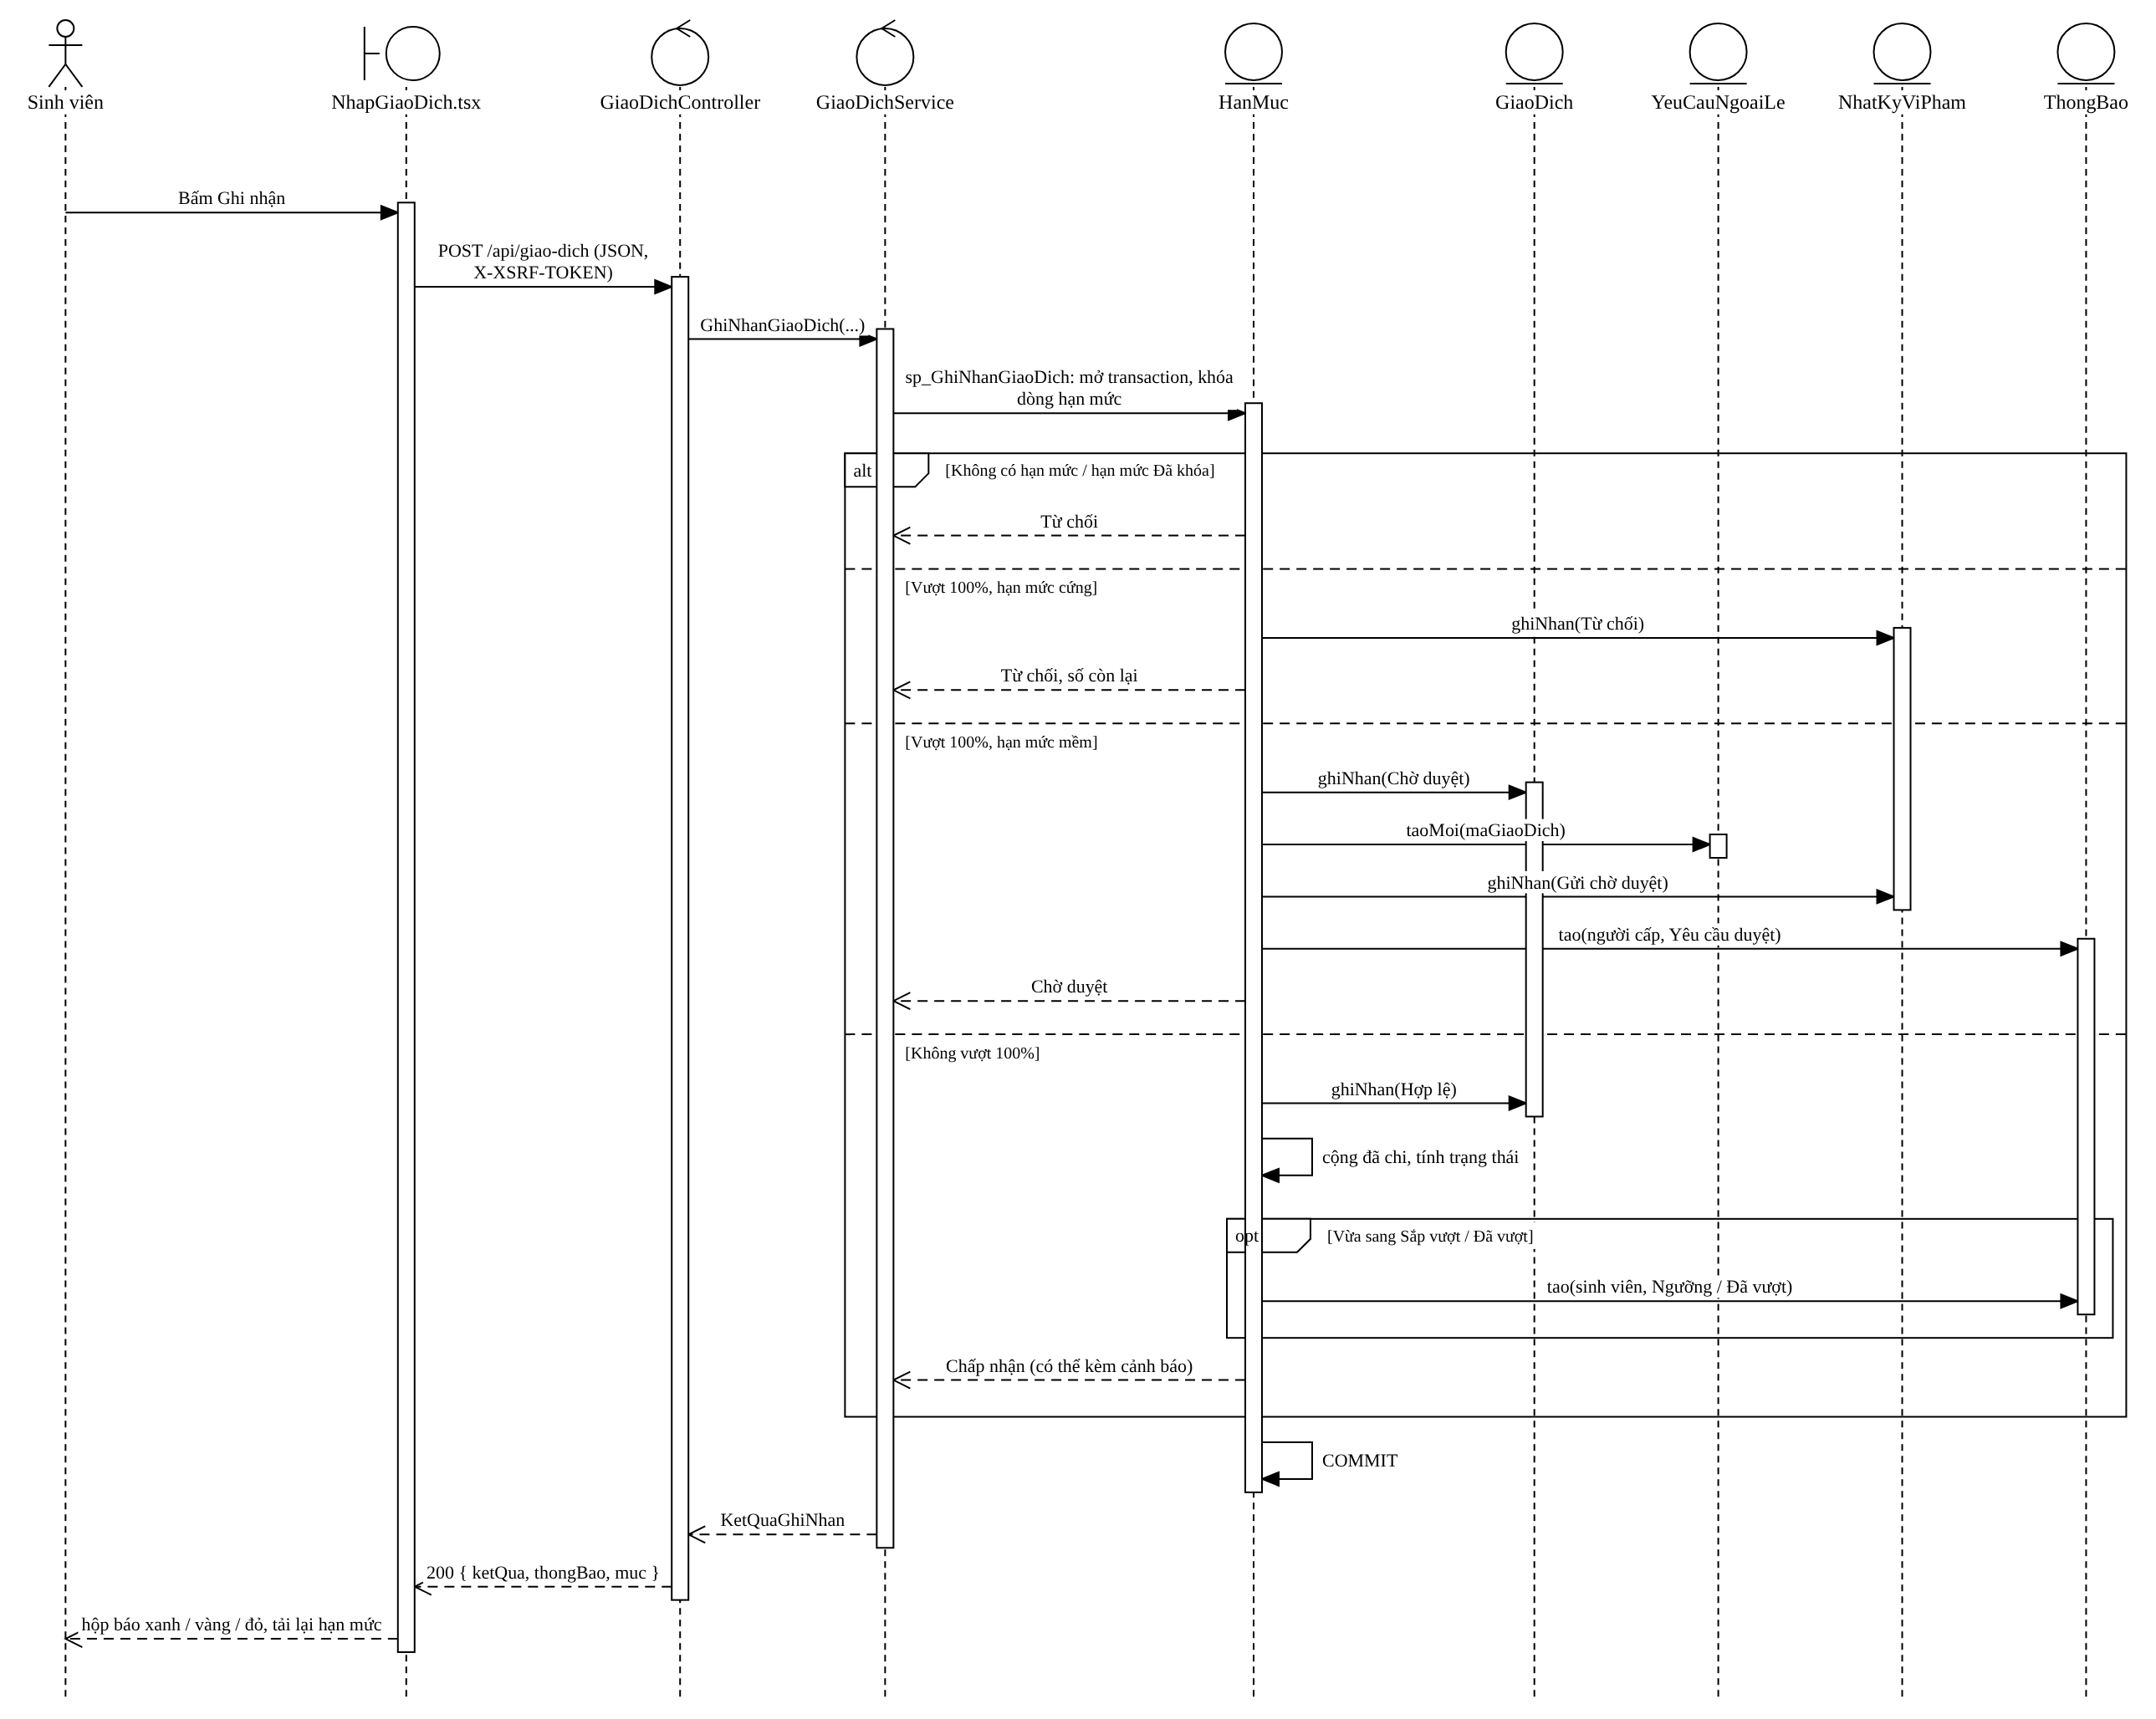 Sinh viên
NhapGiaoDich.tsx
GiaoDichController
GiaoDichService
HanMuc
GiaoDich
YeuCauNgoaiLe
NhatKyViPham
ThongBao
Bấm Ghi nhận
POST /api/giao-dich (JSON,
X-XSRF-TOKEN)
GhiNhanGiaoDich(...)
sp_GhiNhanGiaoDich: mở transaction, khóa
dòng hạn mức
alt
[Không có hạn mức / hạn mức Đã khóa]
Từ chối
[Vượt 100%, hạn mức cứng]
ghiNhan(Từ chối)
Từ chối, số còn lại
[Vượt 100%, hạn mức mềm]
ghiNhan(Chờ duyệt)
taoMoi(maGiaoDich)
ghiNhan(Gửi chờ duyệt)
tao(người cấp, Yêu cầu duyệt)
Chờ duyệt
[Không vượt 100%]
ghiNhan(Hợp lệ)
cộng đã chi, tính trạng thái
opt
[Vừa sang Sắp vượt / Đã vượt]
tao(sinh viên, Ngưỡng / Đã vượt)
Chấp nhận (có thể kèm cảnh báo)
COMMIT
KetQuaGhiNhan
200 { ketQua, thongBao, muc }
hộp báo xanh / vàng / đỏ, tải lại hạn mức